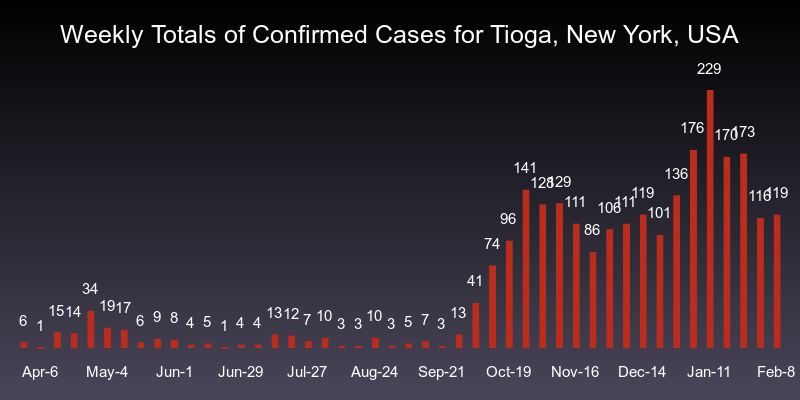 Weekly Totals of Confirmed Cases for Tioga, New York, USA
6 1 15 14 34 19 17 6 9 8 4 5 1 4 4 13 12 7 10 3 3 10 3 5 7 3 13 41 74 96 141 128 129 111 86 106 111 119 101 136 176 229 170 173 116 119
Apr-6 May-4 Jun-1 Jun-29 Jul-27 Aug-24 Sep-21 Oct-19 Nov-16 Dec-14 Jan-11 Feb-8